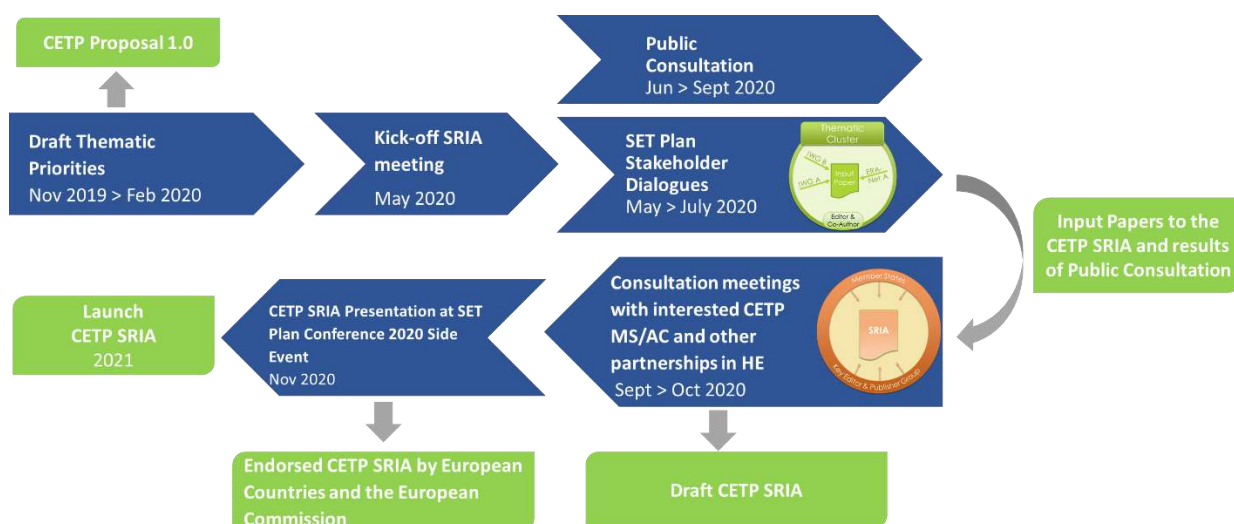 CETP Proposal 1.0
Public
Consultation
Jun > Sept 2020
Draft Thematic
Priorities
Nov 2019 > Feb 2020
Kick-off SRIA
meeting
May 2020
SET Plan
Stakeholder
Dialogues
May > July 2020
Thematic
Cluster
IWG B
IWG A
Input
Paper
ERA-
Net A
Editor &
Co-Author
Input Papers to the
CETP SRIA and results
of Public Consultation
Launch
CETP SRIA
2021
CETP SRIA Presentation at SET
Plan Conference 2020 Side
Event
Nov 2020
Consultation meetings
with interested CETP
MS/AC and other
partnerships in HE
Sept > Oct 2020
Member States
SRIA
Key Editor & Publisher Group
Endorsed CETP SRIA by European
Countries and the European
Commission
Draft CETP SRIA